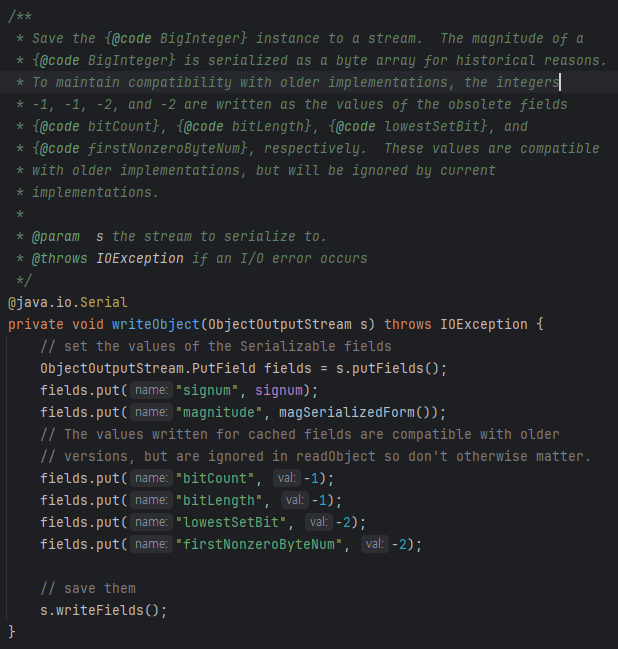 /**
 * Save the {@code BigInteger} instance to a stream.  The magnitude of a
 * {@code BigInteger} is serialized as a byte array for historical reasons.
 * To maintain compatibility with older implementations, the integers
 * -1, -1, -2, and -2 are written as the values of the obsolete fields
 * {@code bitCount}, {@code bitLength}, {@code lowestSetBit}, and
 * {@code firstNonzeroByteNum}, respectively.  These values are compatible
 * with older implementations, but will be ignored by current
 * implementations.
 *
 * @param  s the stream to serialize to.
 * @throws IOException if an I/O error occurs
 */
@java.io.Serial
private void writeObject(ObjectOutputStream s) throws IOException {
    // set the values of the Serializable fields
    ObjectOutputStream.PutField fields = s.putFields();
    fields.put( name: "signum", signum);
    fields.put( name: "magnitude", magSerializedForm());
    // The values written for cached fields are compatible with older
    // versions, but are ignored in readObject so don't otherwise matter.
    fields.put( name: "bitCount", val: -1);
    fields.put( name: "bitLength", val: -1);
    fields.put( name: "lowestSetBit", val: -2);
    fields.put( name: "firstNonzeroByteNum", val: -2);

    // save them
    s.writeFields();
}